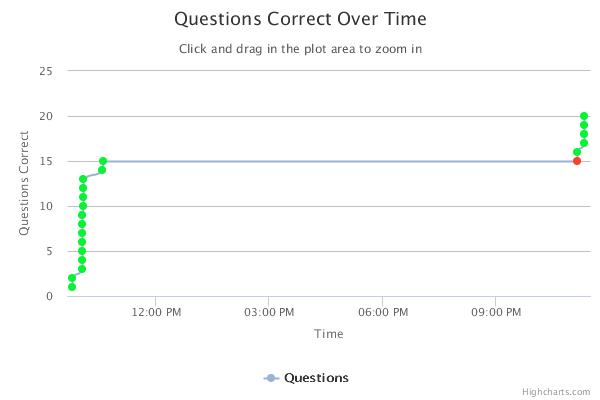 Questions Correct Over Time
Click and drag in the plot area to zoom in
Questions Correct
25
20
15
10
5
0
12:00 PM 03:00 PM 06:00 PM 09:00 PM
Time
Questions
Highcharts.com